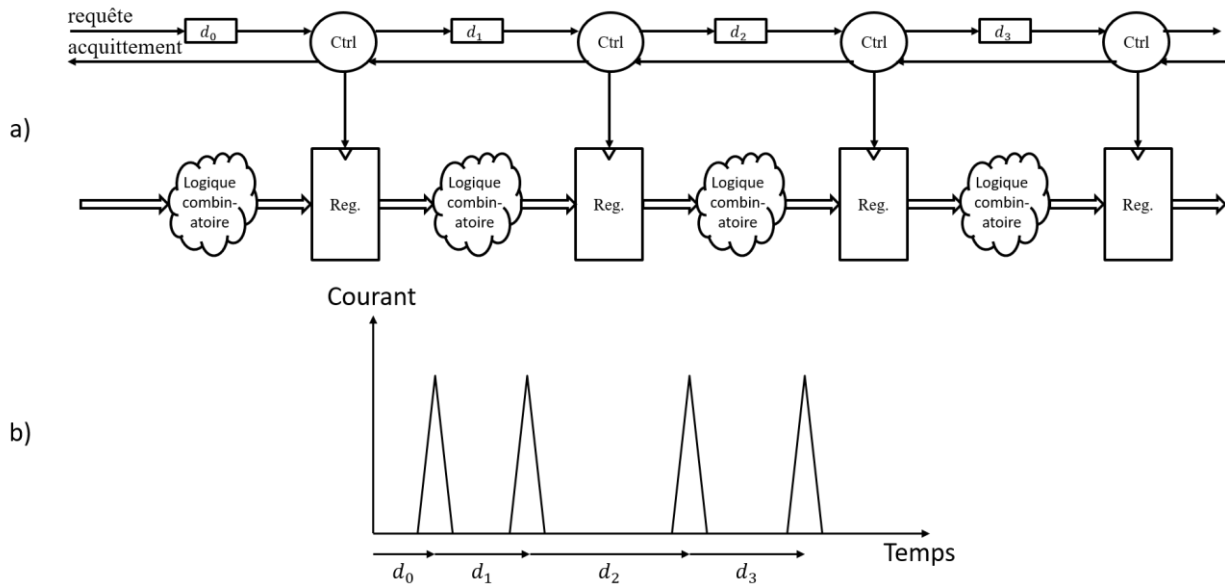 requête
acquittement
d₀
d₁
d₂
d₃
Ctrl
Ctrl
Ctrl
Ctrl
a)
Logique
combin-
atoire
Reg.
Logique
combin-
atoire
Reg.
Logique
combin-
atoire
Reg.
Logique
combin-
atoire
Reg.
Courant
b)
Temps
d₀
d₁
d₂
d₃